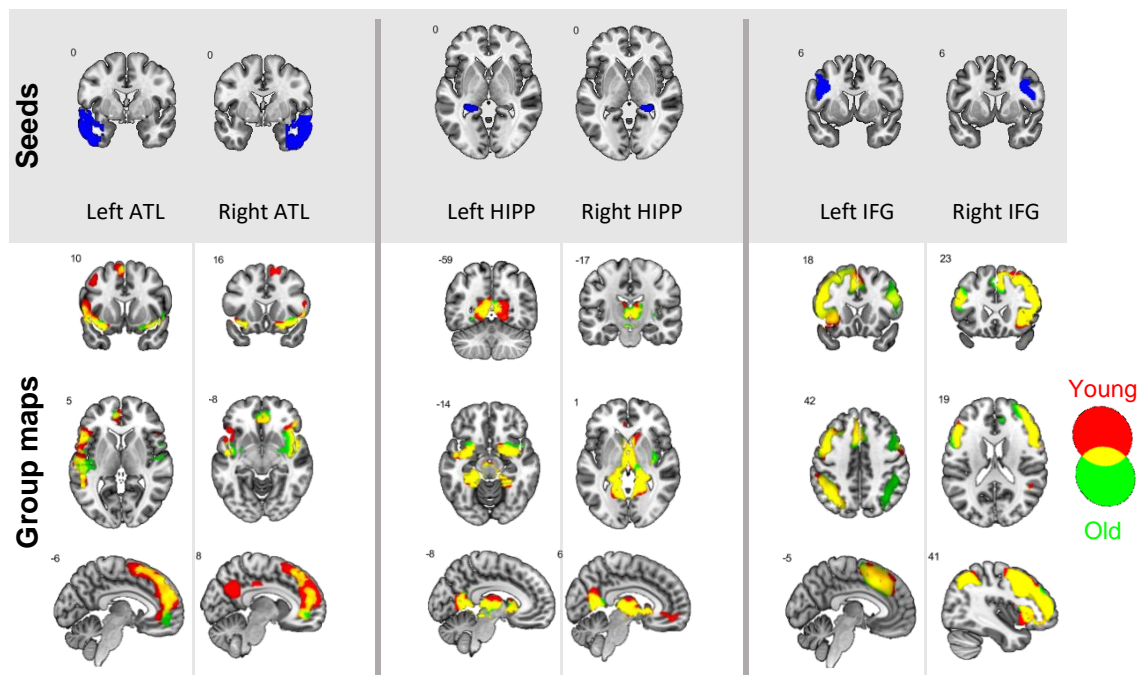 Seeds
0 0 0 0 6 6
Left ATL Right ATL Left HIPP Right HIPP Left IFG Right IFG
Group maps
10 16 -59 -17 18 23
5 -8 -14 1 42 19
-6 8 -8 6 -5 41
Young
Old